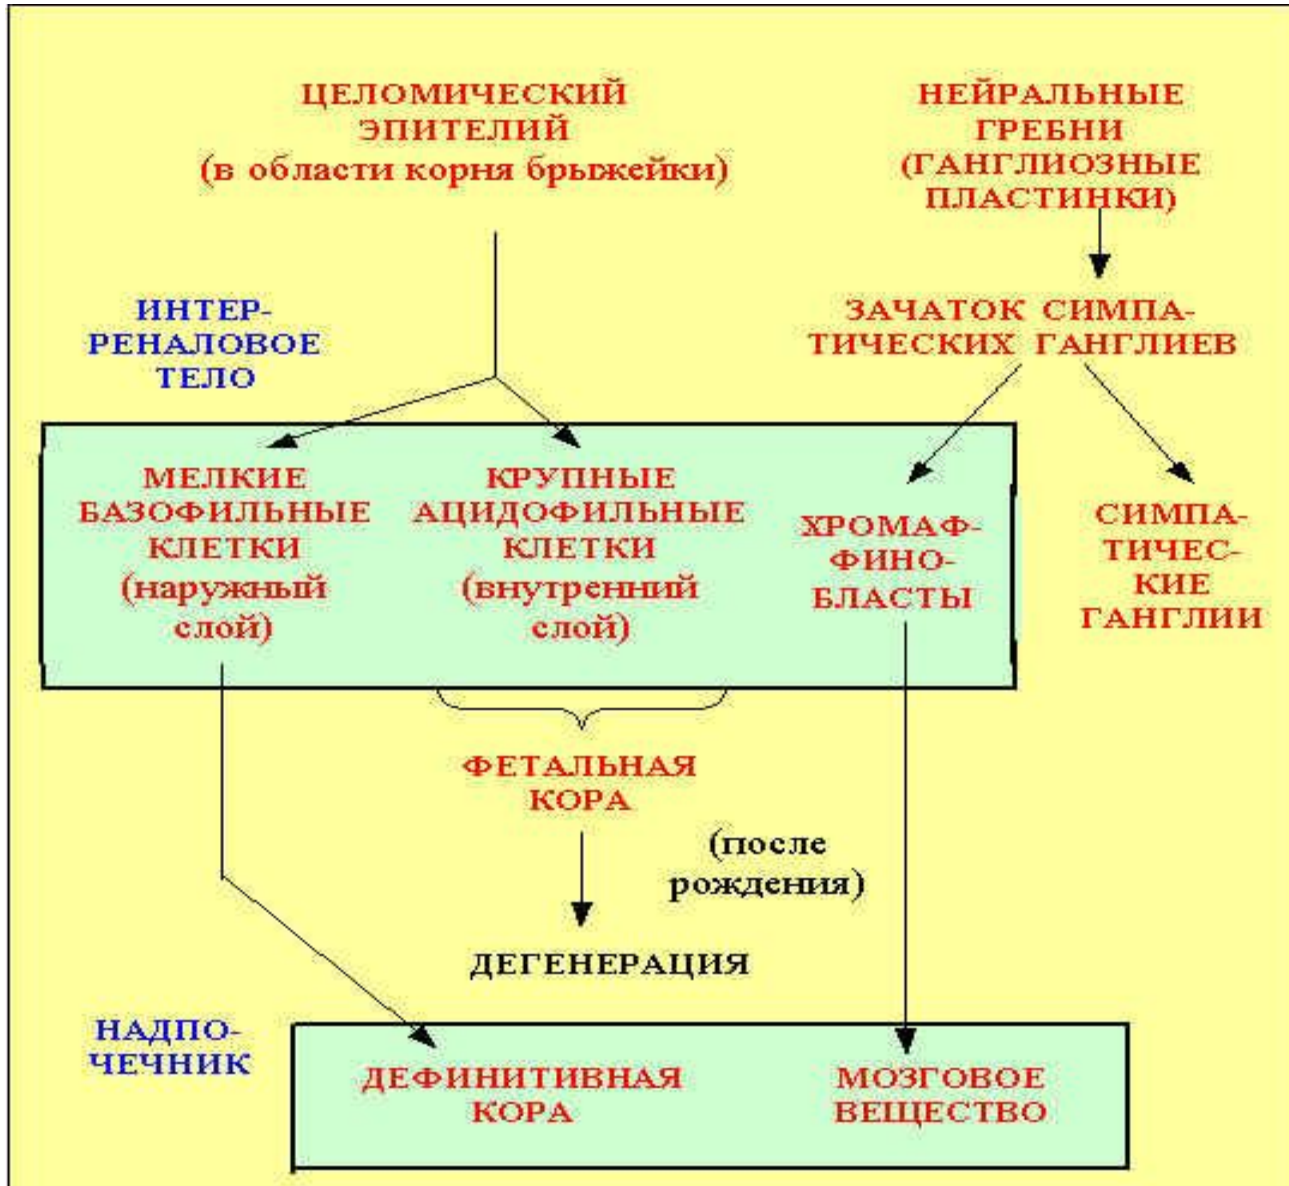 ЦЕЛОМИЧЕСКИЙ
ЭПИТЕЛИЙ
(в области корня брыжейки)
НЕЙРАЛЬНЫЕ
ГРЕБНИ
(ГАНГЛИОЗНЫЕ
ПЛАСТИНКИ)
ИНТЕР-
РЕНАЛОВОЕ
ТЕЛО
ЗАЧАТОК СИМПА-
ТИЧЕСКИХ ГАНГЛИЕВ
МЕЛКИЕ
БАЗОФИЛЬНЫЕ
КЛЕТКИ
(наружный
слой)
КРУПНЫЕ
АЦИДОФИЛЬНЫЕ
КЛЕТКИ
(внутренний
слой)
ХРОМАФ-
ФИНО-
БЛАСТЫ
СИМПА-
ТИЧЕС-
КИЕ
ГАНГЛИИ
ФЕТАЛЬНАЯ
КОРА
(после
рождения)
ДЕГЕНЕРАЦИЯ
НАДПО-
ЧЕЧНИК
ДЕФИНИТИВНАЯ
КОРА
МОЗГОВОЕ
ВЕЩЕСТВО